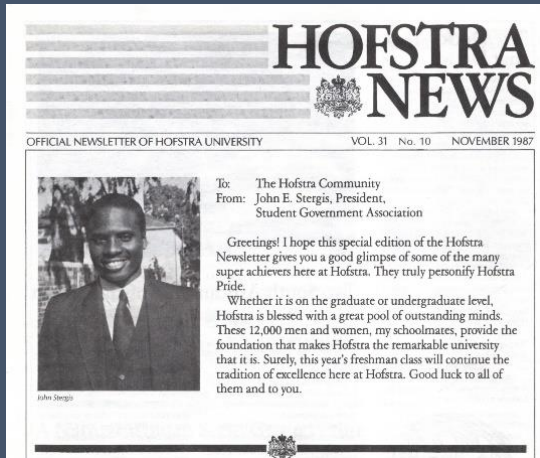 HOFSTRA
NEWS
OFFICIAL NEWSLETTER OF HOFSTRA UNIVERSITY VOL. 31 No. 10 NOVEMBER 1987
To: The Hofstra Community
From: John E. Stergis, President,
Student Government Association
Greetings! I hope this special edition of the Hofstra
Newsletter gives you a good glimpse of some of the many
super achievers here at Hofstra. They truly personify Hofstra
Pride.
Whether it is on the graduate or undergraduate level,
Hofstra is blessed with a great pool of outstanding minds.
These 12,000 men and women, my schoolmates, provide the
foundation that makes Hofstra the remarkable university
that it is. Surely, this year's freshman class will continue the
tradition of excellence here at Hofstra. Good luck to all of
them and to you.
John Stergis